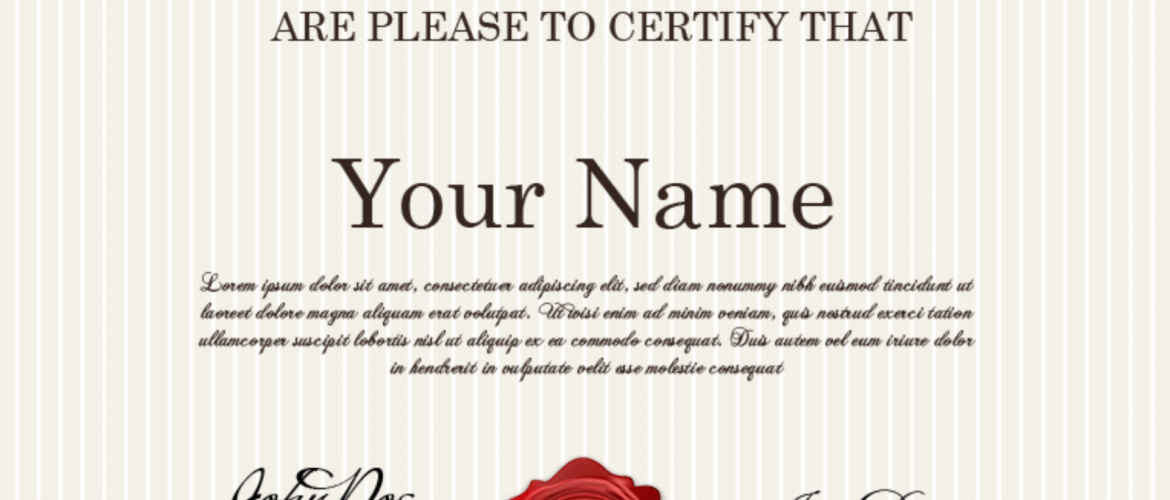 ARE PLEASE TO CERTIFY THAT
Your Name
Lorem ipsum dolor sit amet, consectetuer adipiscing elit, sed diam nonummy nibh euismod tincidunt ut
laoreet dolore magna aliquam erat volutpat. Ut wisi enim ad minim veniam, quis nostrud exerci tation
ullamcorper suscipit lobortis nisl ut aliquip ex ea commodo consequat. Duis autem vel eum iriure dolor
in hendrerit in vulputate velit esse molestie consequat
John Doe